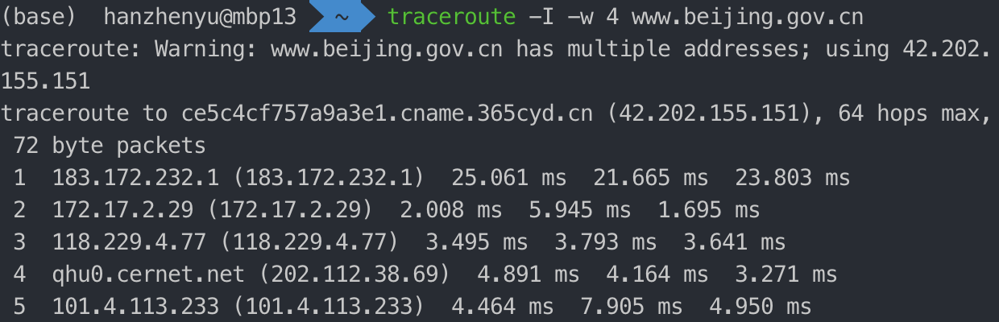 (base)  hanzhenyu@mbp13  ~  traceroute -I -w 4 www.beijing.gov.cn
traceroute: Warning: www.beijing.gov.cn has multiple addresses; using 42.202.
155.151
traceroute to ce5c4cf757a9a3e1.cname.365cyd.cn (42.202.155.151), 64 hops max,
 72 byte packets
 1  183.172.232.1 (183.172.232.1)  25.061 ms  21.665 ms  23.803 ms
 2  172.17.2.29 (172.17.2.29)  2.008 ms  5.945 ms  1.695 ms
 3  118.229.4.77 (118.229.4.77)  3.495 ms  3.793 ms  3.641 ms
 4  qhu0.cernet.net (202.112.38.69)  4.891 ms  4.164 ms  3.271 ms
 5  101.4.113.233 (101.4.113.233)  4.464 ms  7.905 ms  4.950 ms